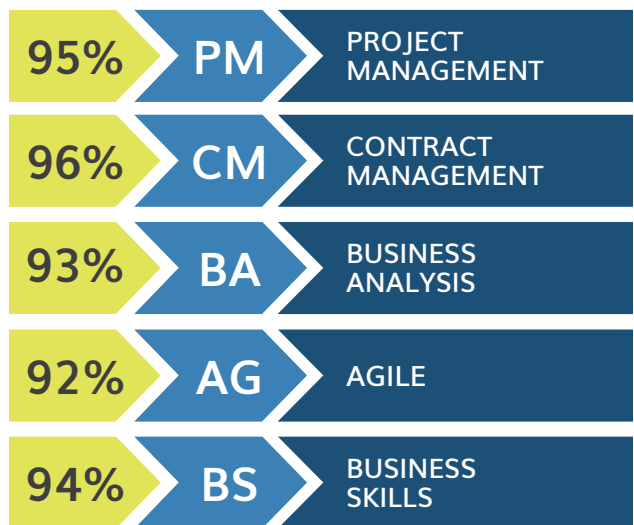 95% PM PROJECT
MANAGEMENT
96% CM CONTRACT
MANAGEMENT
93% BA BUSINESS
ANALYSIS
92% AG AGILE
94% BS BUSINESS
SKILLS